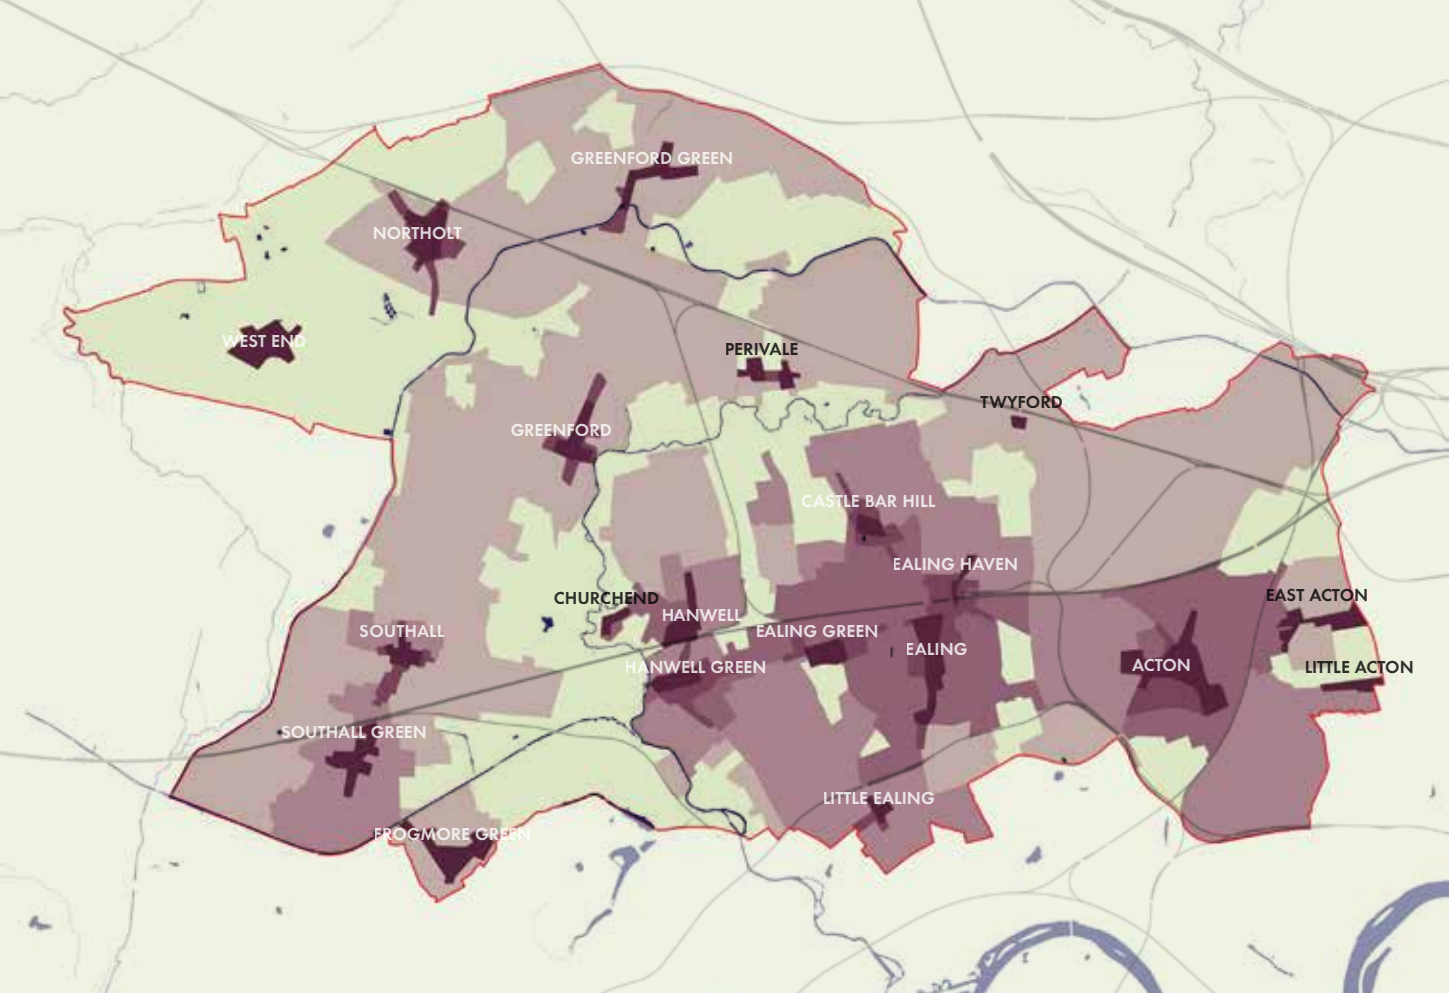 GREENFORD GREEN
NORTHOLT
WEST END
PERIVALE
TWYFORD
GREENFORD
CASTLE BAR HILL
EALING HAVEN
CHURCHEND
EAST ACTON
HANWELL
SOUTHALL
EALING GREEN
EALING
HANWELL GREEN
ACTON
LITTLE ACTON
SOUTHALL GREEN
LITTLE EALING
FROGMORE GREEN